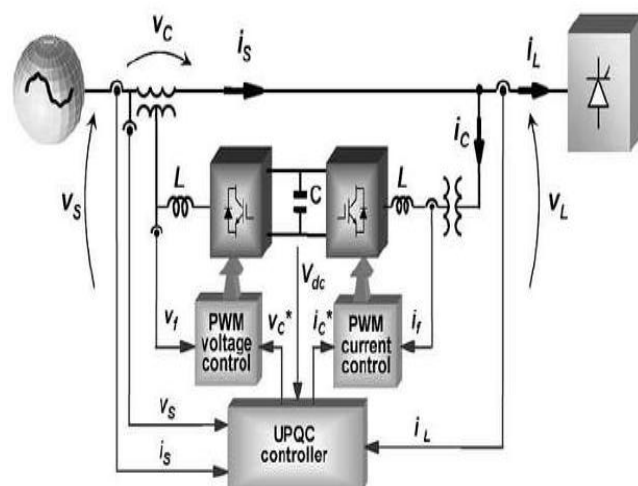 v_C
i_S
i_L
i_C
L
C
L
v_S
v_L
V_dc
v_f
PWM
voltage
control
v_C*
i_C*
PWM
current
control
i_f
v_S
i_S
UPQC
controller
i_L